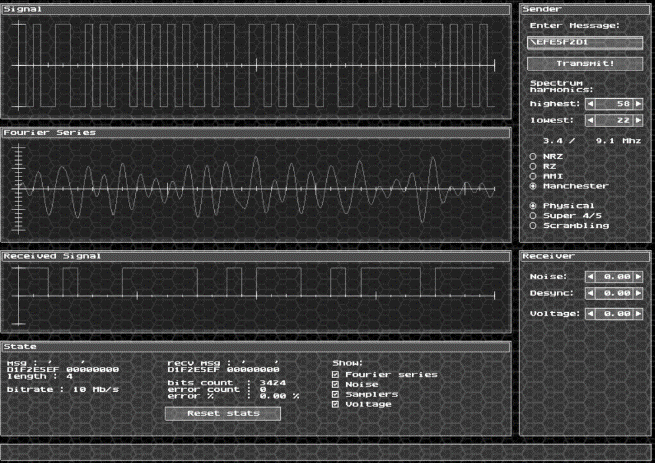 Signal
Fourier Series
Received Signal
State
msg : '    '
D1F2E5EF 00000000
length : 4
bitrate : 10 Mb/s
recv msg : '    '
D1F2E5EF 00000000
bits count : 3424
error count : 0
error % : 0.00 %
Reset stats
Show:
Fourier series
Noise
Samplers
Voltage
Sender
Enter Message:
\EFE5F2D1
Transmit!
Spectrum
harmonics:
highest: 58
lowest: 22
3.4 / 9.1 Mhz
NRZ
RZ
AMI
Manchester
Physical
Super 4/5
Scrambling
Receiver
Noise: 0.00
Desync: 0.00
Voltage: 0.00